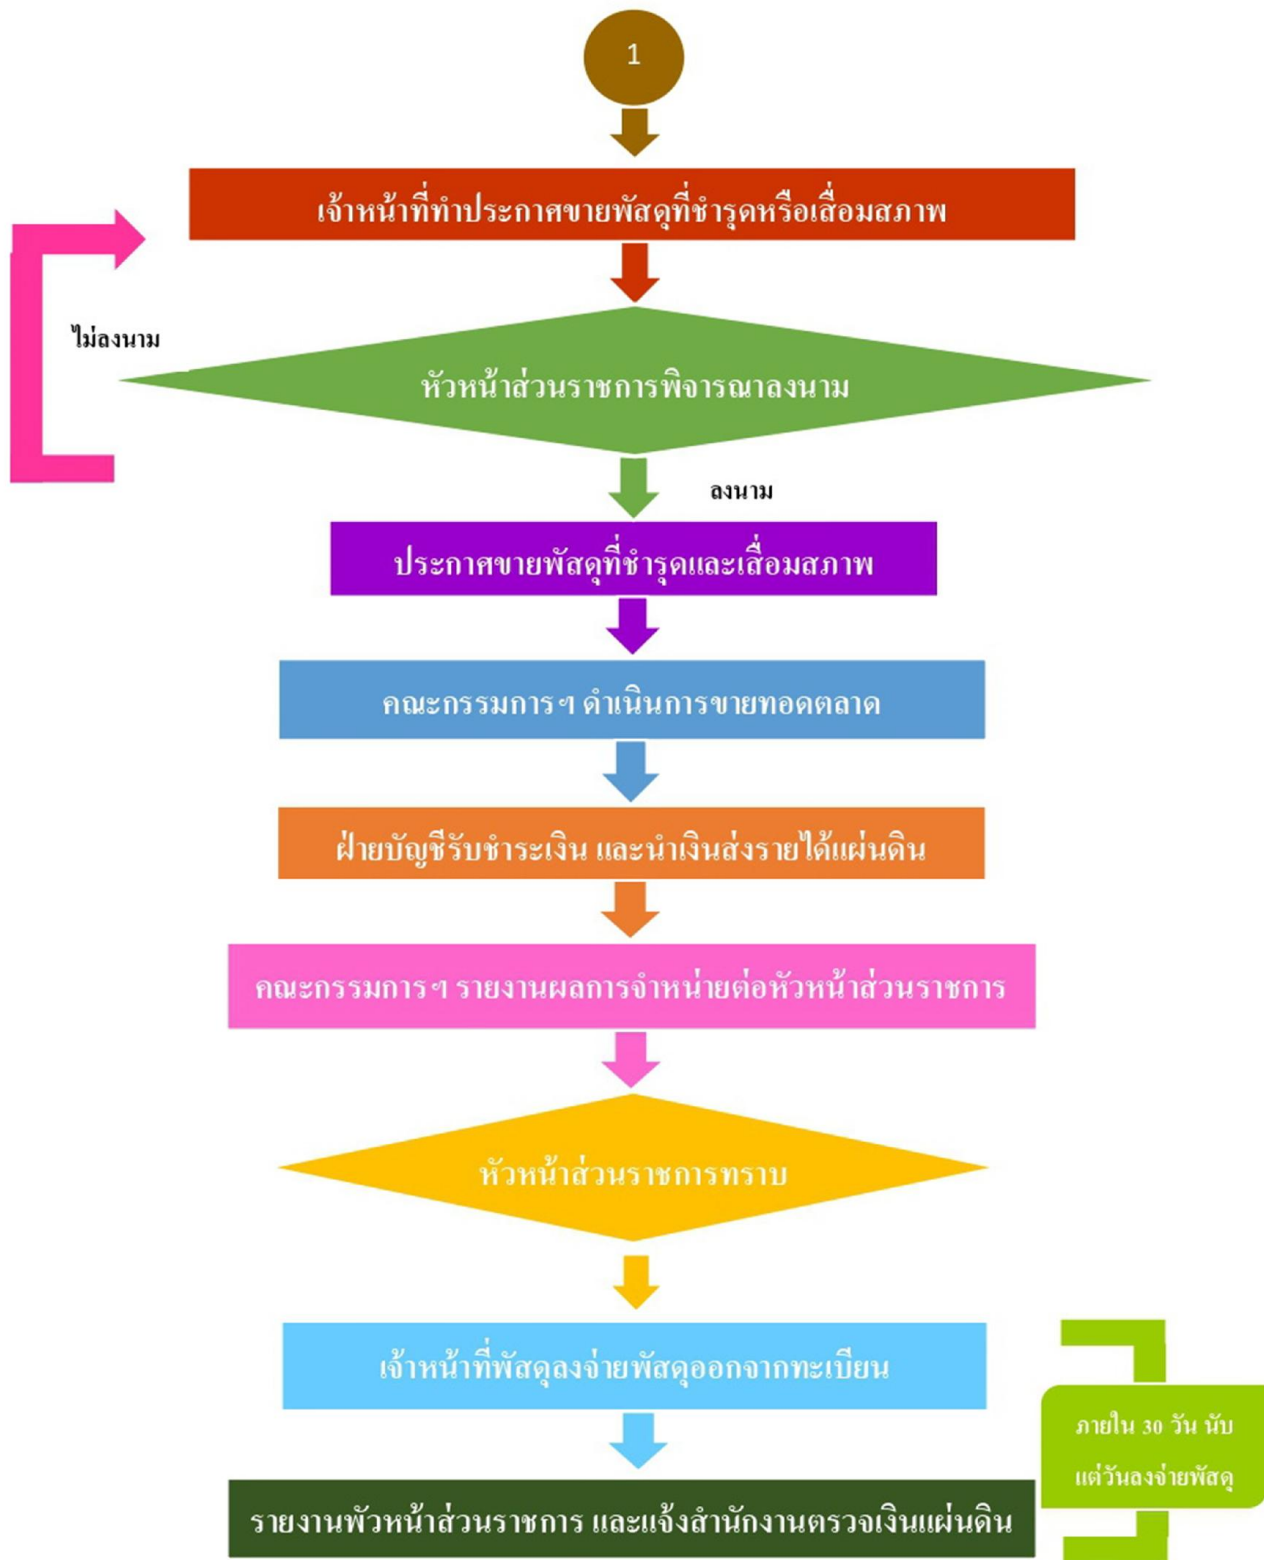 1
เจ้าหน้าที่ทำประกาศขายพัสดุที่ชำรุดหรือเสื่อมสภาพ
ไม่ลงนาม
หัวหน้าส่วนราชการพิจารณาลงนาม
ลงนาม
ประกาศขายพัสดุที่ชำรุดและเสื่อมสภาพ
คณะกรรมการฯ ดำเนินการขายทอดตลาด
ฝ่ายบัญชีรับชำระเงิน และนำเงินส่งรายได้แผ่นดิน
คณะกรรมการฯ รายงานผลการจำหน่ายต่อหัวหน้าส่วนราชการ
หัวหน้าส่วนราชการทราบ
เจ้าหน้าที่พัสดุลงจ่ายพัสดุออกจากทะเบียน
ภายใน 30 วัน นับ
แต่วันลงจ่ายพัสดุ
รายงานพัวหน้าส่วนราชการ และแจ้งสำนักงานตรวจเงินแผ่นดิน